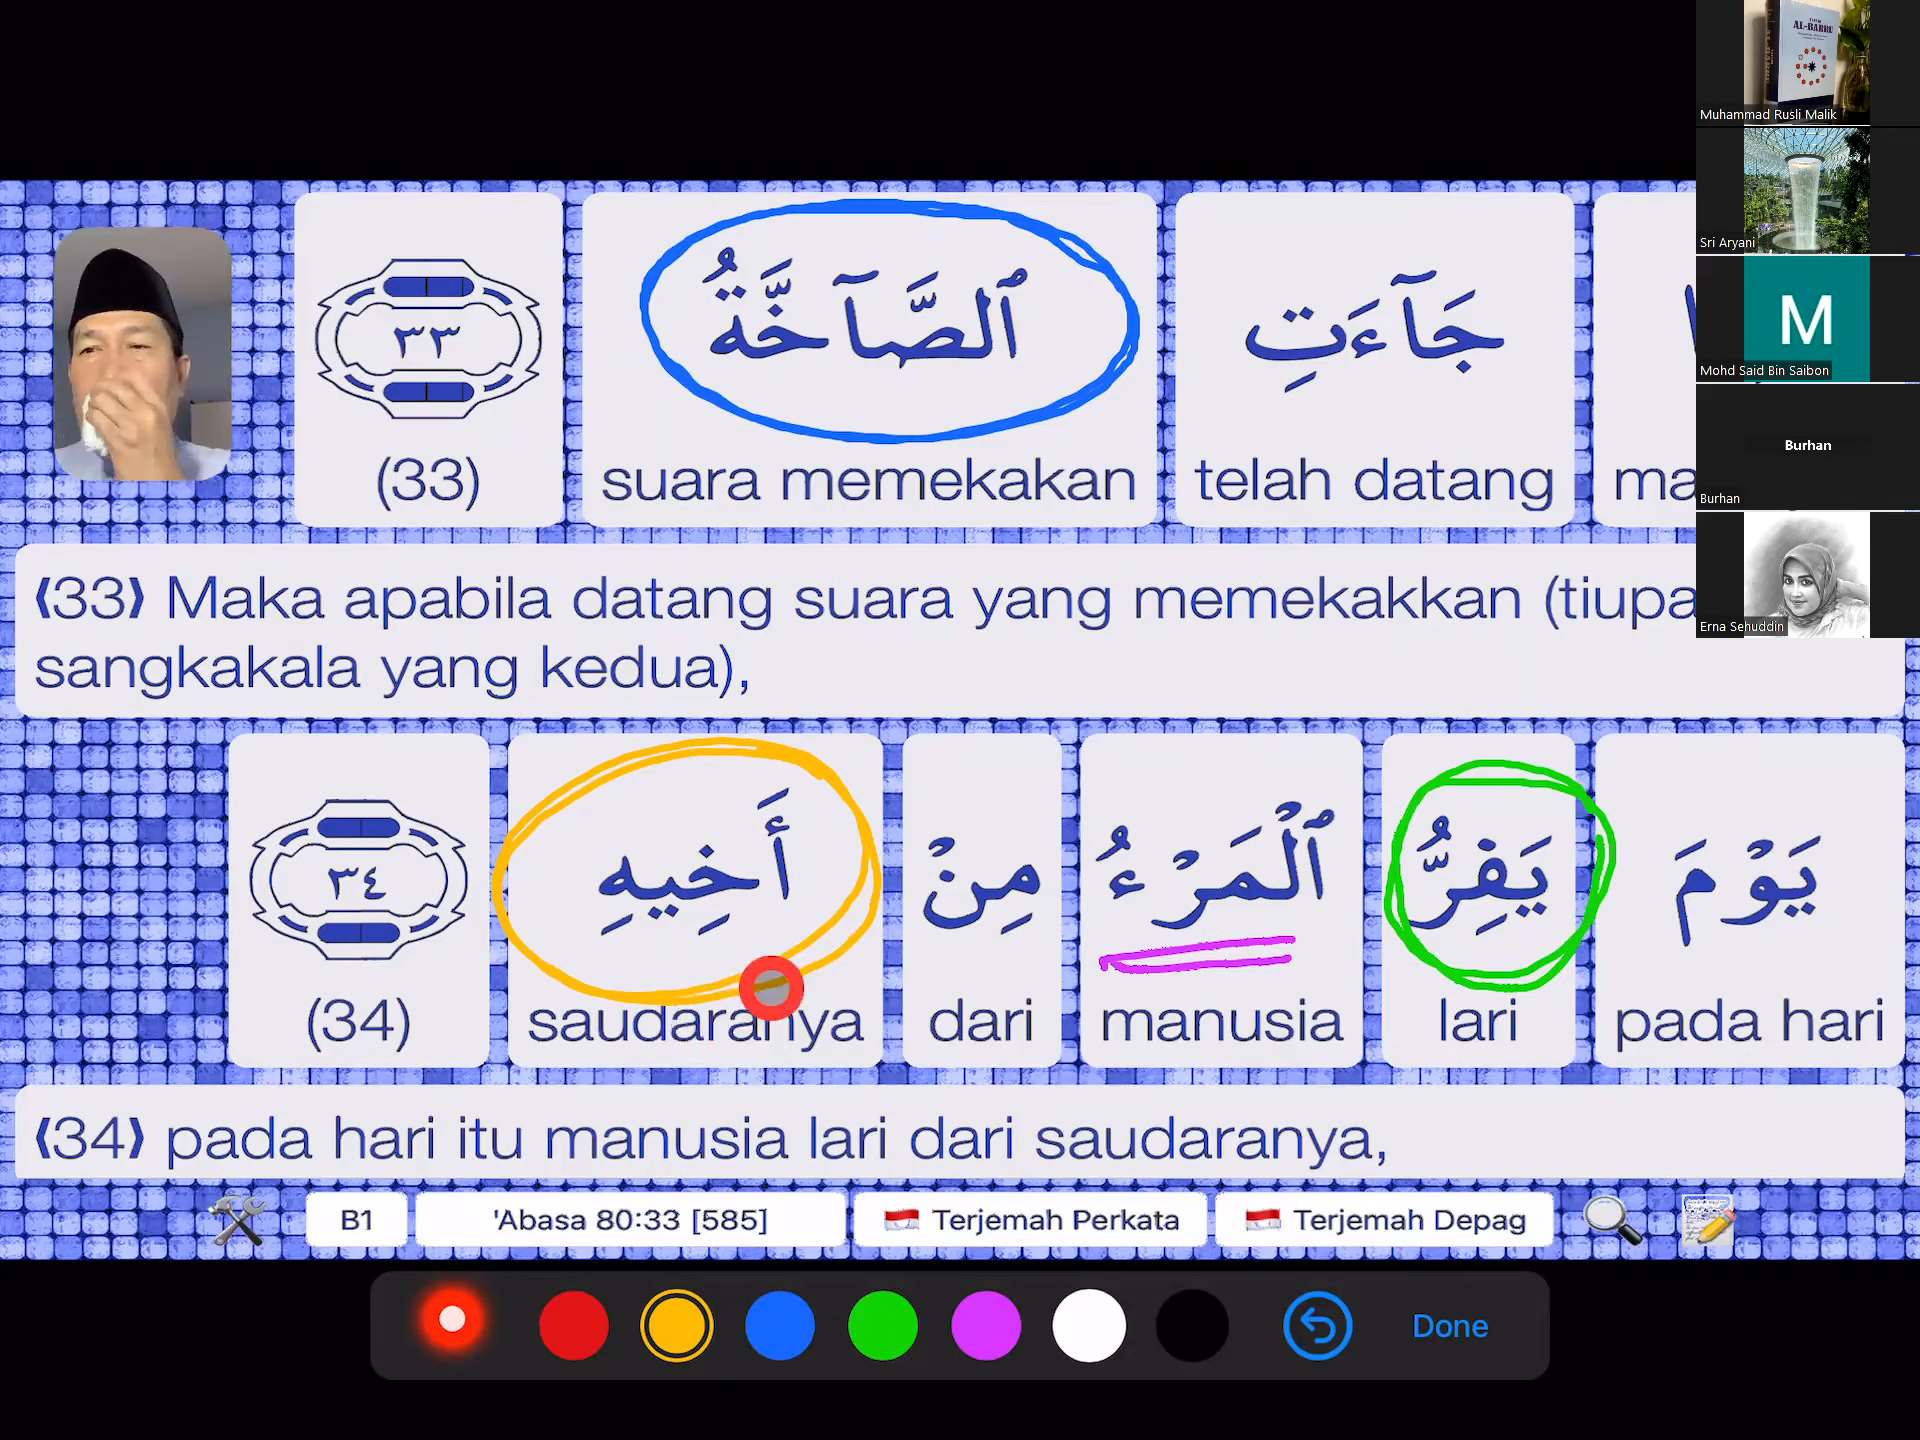 ٱلصَّآخَّةُ جَآءَتِ
٣٣
(33) suara memekakan telah datang ma
⟨33⟩ Maka apabila datang suara yang memekakkan (tiupa
sangkakala yang kedua),
يَوْمَ يَفِرُّ ٱلْمَرْءُ مِنْ أَخِيهِ
٣٤
(34) saudaranya dari manusia lari pada hari
⟨34⟩ pada hari itu manusia lari dari saudaranya,
B1 'Abasa 80:33 [585] Terjemah Perkata Terjemah Depag
Done
AL-BARRU
Muhammad Rusli Malik
Sri Aryani
M
Mohd Said Bin Saibon
Burhan
Burhan
Erna Sehuddin